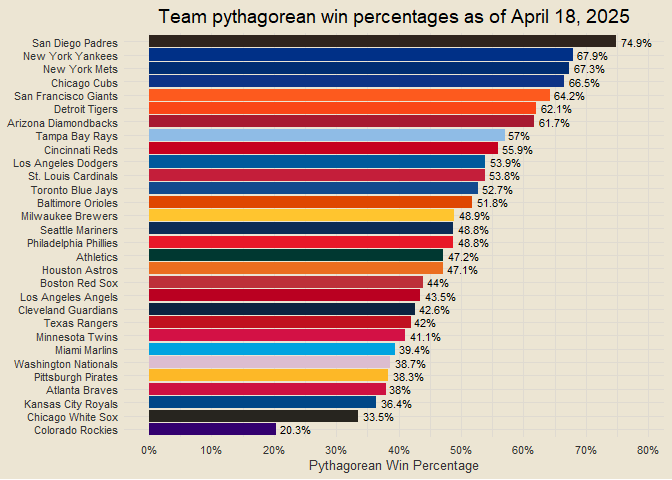 Team pythagorean win percentages as of April 18, 2025
San Diego Padres 74.9%
New York Yankees 67.9%
New York Mets 67.3%
Chicago Cubs 66.5%
San Francisco Giants 64.2%
Detroit Tigers 62.1%
Arizona Diamondbacks 61.7%
Tampa Bay Rays 57%
Cincinnati Reds 55.9%
Los Angeles Dodgers 53.9%
St. Louis Cardinals 53.8%
Toronto Blue Jays 52.7%
Baltimore Orioles 51.8%
Milwaukee Brewers 48.9%
Seattle Mariners 48.8%
Philadelphia Phillies 48.8%
Athletics 47.2%
Houston Astros 47.1%
Boston Red Sox 44%
Los Angeles Angels 43.5%
Cleveland Guardians 42.6%
Texas Rangers 42%
Minnesota Twins 41.1%
Miami Marlins 39.4%
Washington Nationals 38.7%
Pittsburgh Pirates 38.3%
Atlanta Braves 38%
Kansas City Royals 36.4%
Chicago White Sox 33.5%
Colorado Rockies 20.3%
0% 10% 20% 30% 40% 50% 60% 70% 80%
Pythagorean Win Percentage